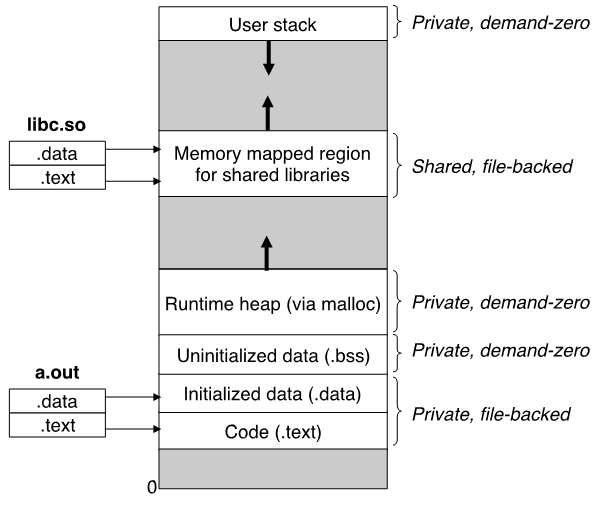 User stack
Private, demand-zero
libc.so
.data
.text
Memory mapped region
for shared libraries
Shared, file-backed
Runtime heap (via malloc)
Private, demand-zero
Uninitialized data (.bss)
Private, demand-zero
a.out
.data
.text
Initialized data (.data)
Code (.text)
Private, file-backed
0